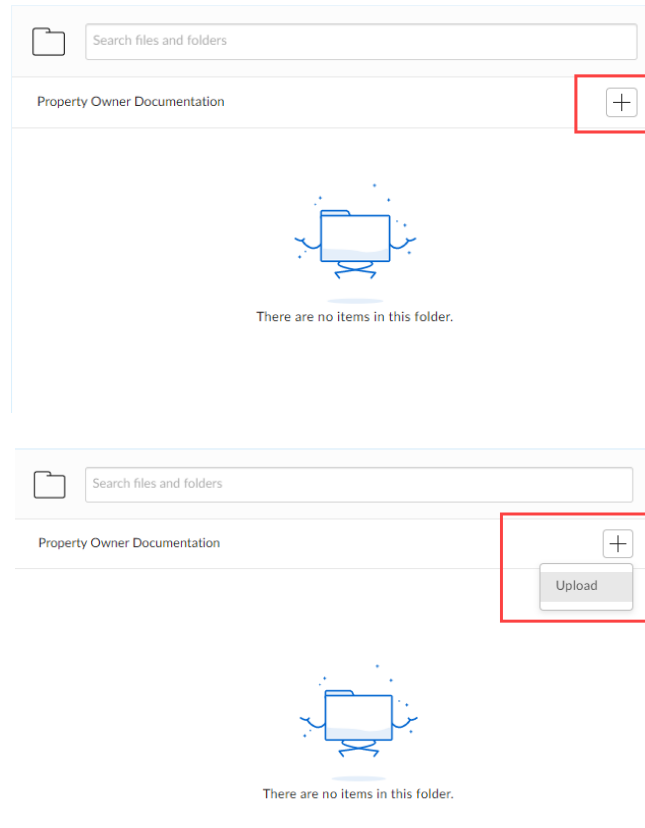 Search files and folders
Property Owner Documentation
There are no items in this folder.
Search files and folders
Property Owner Documentation
Upload
There are no items in this folder.